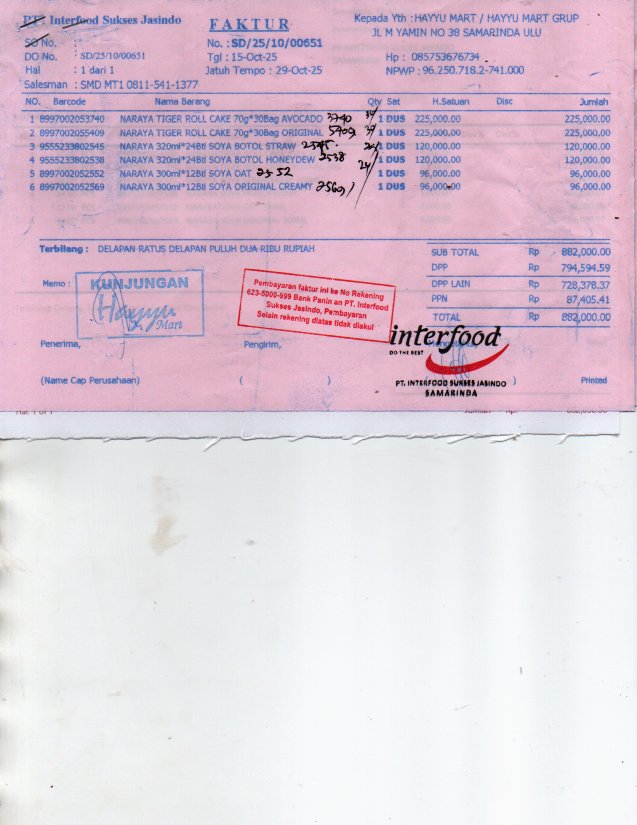 PT. Interfood Sukses Jasindo
FAKTUR
Kepada Yth : HAYYU MART / HAYYU MART GRUP
JL M YAMIN NO 38 SAMARINDA ULU
SO No. :
No. : SD/25/10/00651
DO No. : SD/25/10/00651
Tgl : 15-Oct-25
Hp : 085753676734
Hal : 1 dari 1
Jatuh Tempo : 29-Oct-25
NPWP : 96.250.718.2-741.000
Salesman : SMD MT1 0811-541-1377
NO. Barcode Nama Barang Qty Sat H.Satuan Disc Jumlah
1 8997002053740 NARAYA TIGER ROLL CAKE 70g*30Bag AVOCADO 3740 1 DUS 225,000.00 225,000.00
2 8997002055409 NARAYA TIGER ROLL CAKE 70g*30Bag ORIGINAL 5409 1 DUS 225,000.00 225,000.00
3 9555233802545 NARAYA 320ml*24Btl SOYA BOTOL STRAW 2545. 1 DUS 120,000.00 120,000.00
4 9555233802538 NARAYA 320ml*24Btl SOYA BOTOL HONEYDEW 2538 24 1 DUS 120,000.00 120,000.00
5 8997002052552 NARAYA 300ml*12Btl SOYA OAT 2552 1 DUS 96,000.00 96,000.00
6 8997002052569 NARAYA 300ml*12Btl SOYA ORIGINAL CREAMY 2569 1 DUS 96,000.00 96,000.00
Terbilang : DELAPAN RATUS DELAPAN PULUH DUA RIBU RUPIAH
SUB TOTAL Rp 882,000.00
DPP Rp 794,594.59
DPP LAIN Rp 728,378.37
PPN Rp 87,405.41
TOTAL Rp 882,000.00
Memo :
KUNJUNGAN
Hayyu
Mart
Pembayaran faktur ini ke No Rekening
623-5000-999 Bank Panin an PT. Interfood
Sukses Jasindo, Pembayaran
Selain rekening diatas tidak diakui
Penerima,
Pengirim,
interfood
DO THE BEST
PT. INTERFOOD SUKSES JASINDO
SAMARINDA
(Name Cap Perusahaan)
( )
Printed
Hal. 1 of 1
Jumlah Rp.